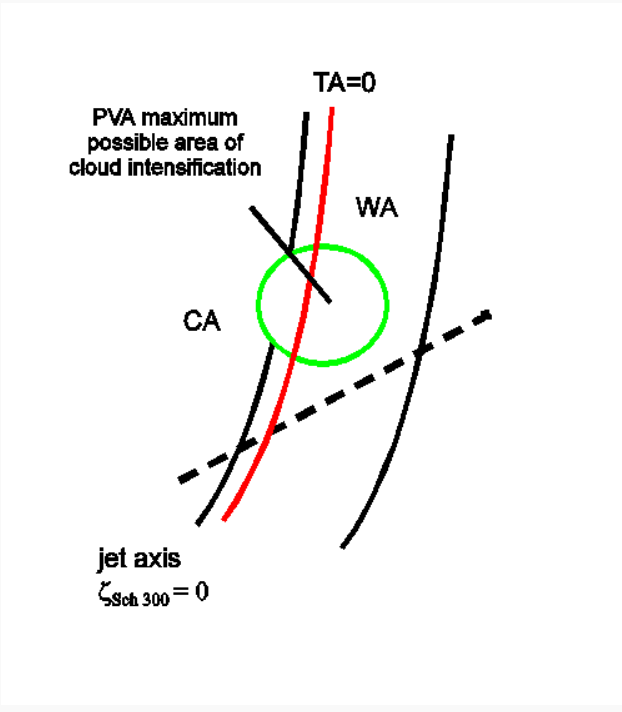 TA=0
PVA maximum
possible area of
cloud intensification
WA
CA
jet axis
ζSch 300 = 0